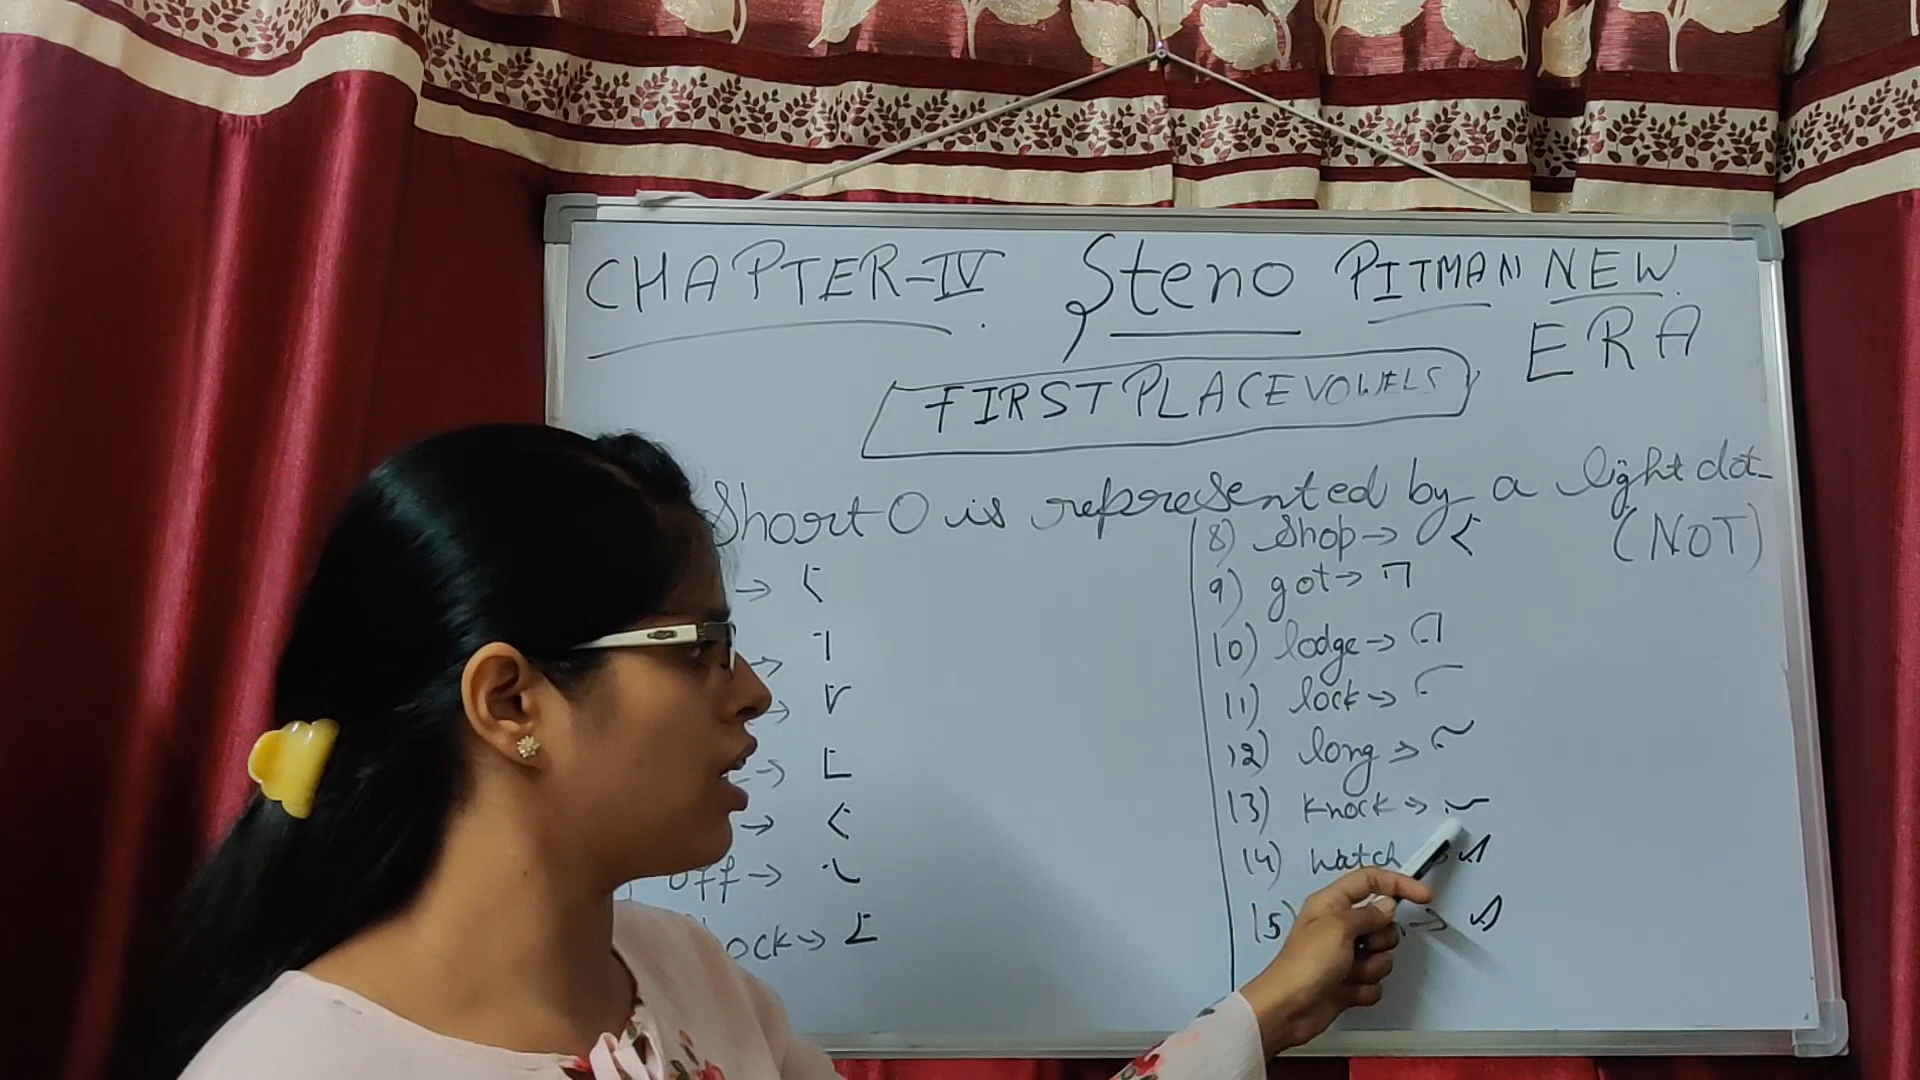 CHAPTER-IV Steno PITMAN NEW
ERA
FIRST PLACE VOWELS
Short O is represented by a light dot
(NOT)
off →
ock →
8) Shop →
9) got →
10) lodge →
11) lock →
12) long →
13) Knock →
14) Watch
15) →